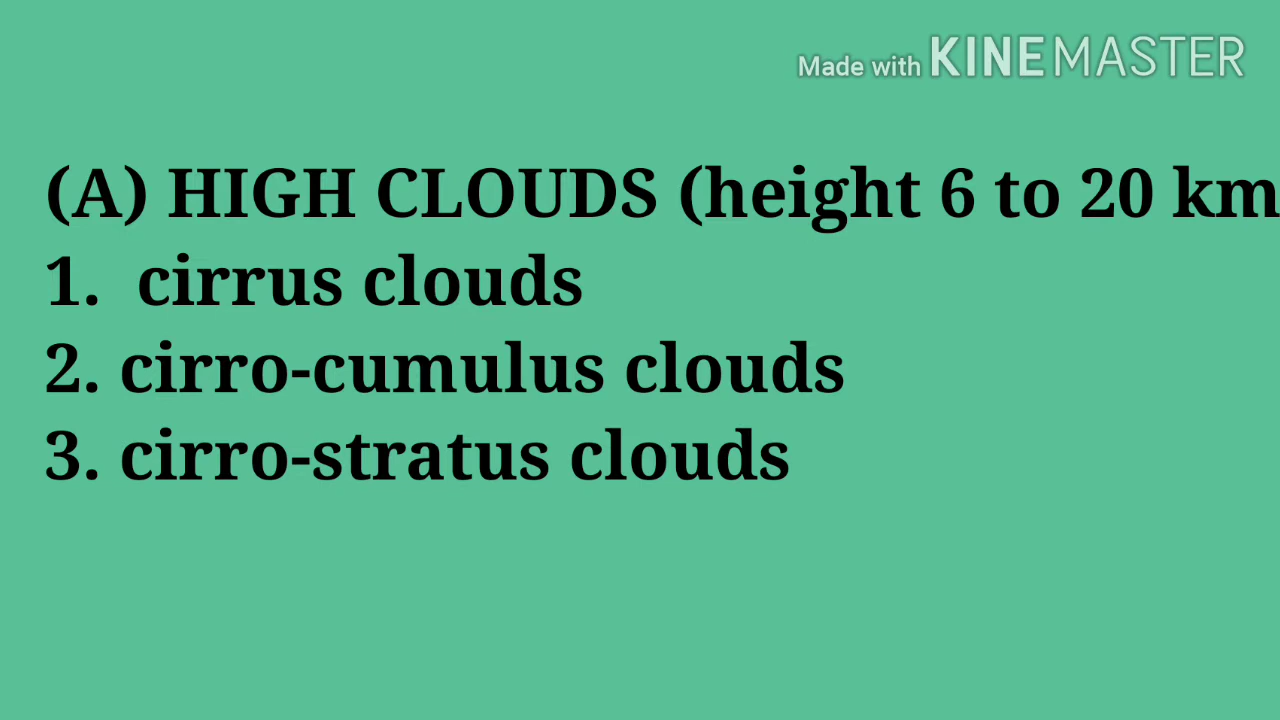 Made with KINEMASTER
(A) HIGH CLOUDS (height 6 to 20 km
1. cirrus clouds
2. cirro-cumulus clouds
3. cirro-stratus clouds